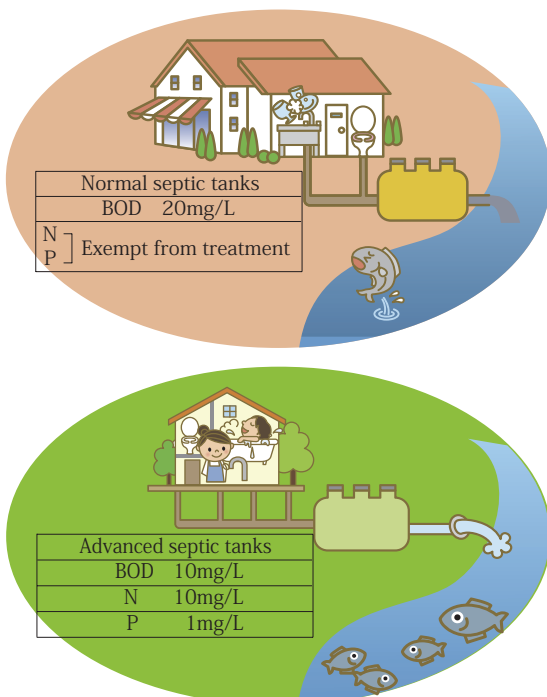 Normal septic tanks
BOD 20mg/L
N
P
Exempt from treatment
Advanced septic tanks
BOD 10mg/L
N 10mg/L
P 1mg/L